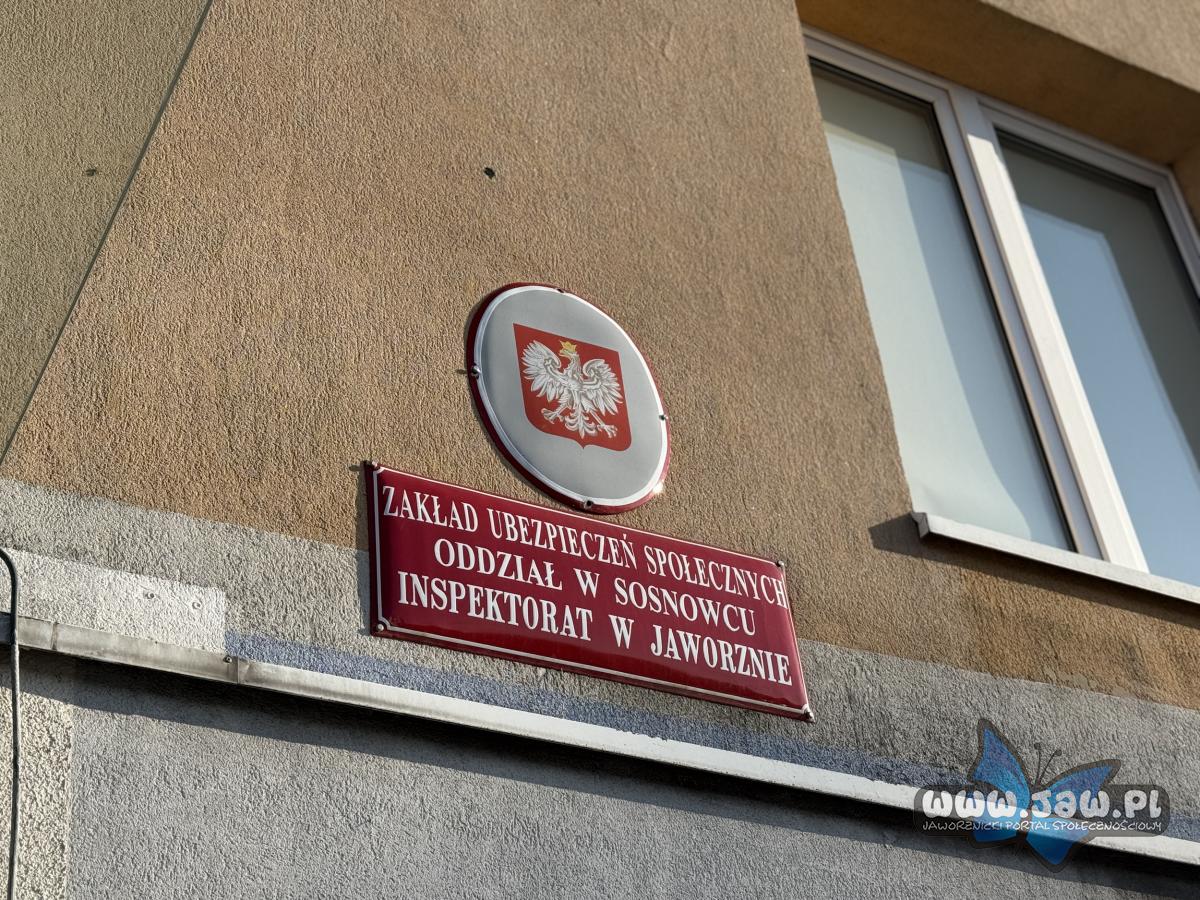 ZAKŁAD UBEZPIECZEŃ SPOŁECZNYCH
ODDZIAŁ W SOSNOWCU
INSPEKTORAT W JAWORZNIE
www.jaw.pl
JAWORZNICKI PORTAL SPOŁECZNOŚCIOWY